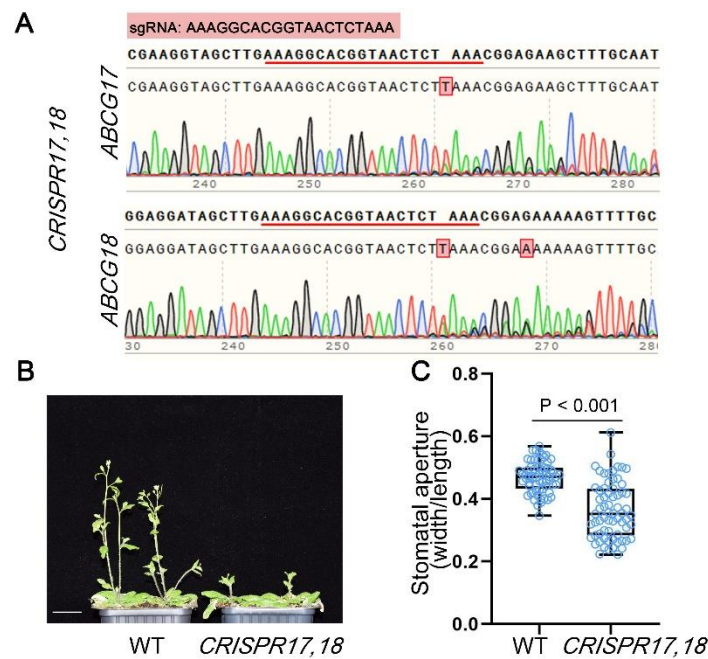 A
sgRNA: AAAGGCACGGTAACTCTAAA
CRISPR17,18
ABCG17
CGAAGGTAGCTTGAAAGGCACGGTAACTCT AAACGGAGAAGCTTTGCAAT
CGAAGGTAGCTTGAAAGGCACGGTAACTCTTAAACGGAGAAGCTTTGCAAT
240 250 260 270 280
ABCG18
GGAGGATAGCTTGAAAGGCACGGTAACTCT AAACGGAGAAAAAGTTTTGC
GGAGGATAGCTTGAAAGGCACGGTAACTCTTAAACGGAAAAAAAGTTTTGC
30 240 250 260 270 280
B
WT CRISPR17,18
C
P < 0.001
Stomatal aperture
(width/length)
0.8
0.6
0.4
0.2
0.0
WT CRISPR17,18